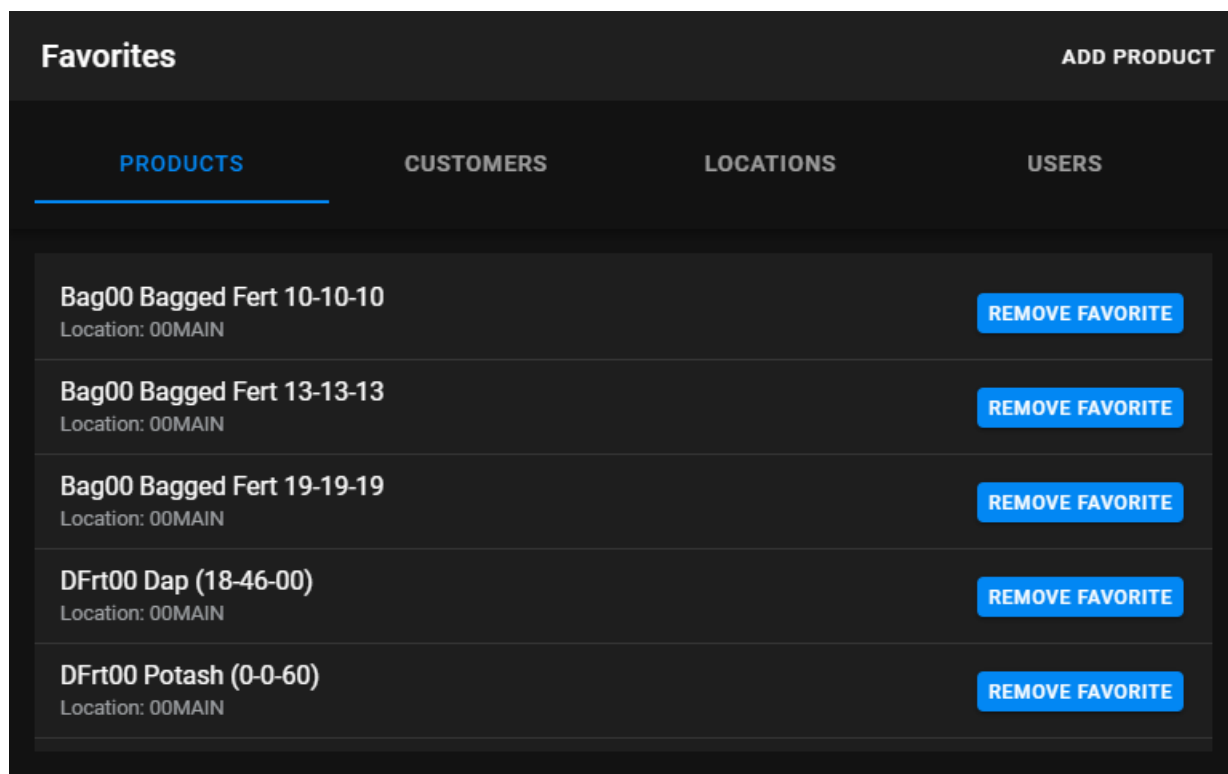 Favorites
ADD PRODUCT
PRODUCTS
CUSTOMERS
LOCATIONS
USERS
Bag00 Bagged Fert 10-10-10
Location: 00MAIN
REMOVE FAVORITE
Bag00 Bagged Fert 13-13-13
Location: 00MAIN
REMOVE FAVORITE
Bag00 Bagged Fert 19-19-19
Location: 00MAIN
REMOVE FAVORITE
DFrt00 Dap (18-46-00)
Location: 00MAIN
REMOVE FAVORITE
DFrt00 Potash (0-0-60)
Location: 00MAIN
REMOVE FAVORITE